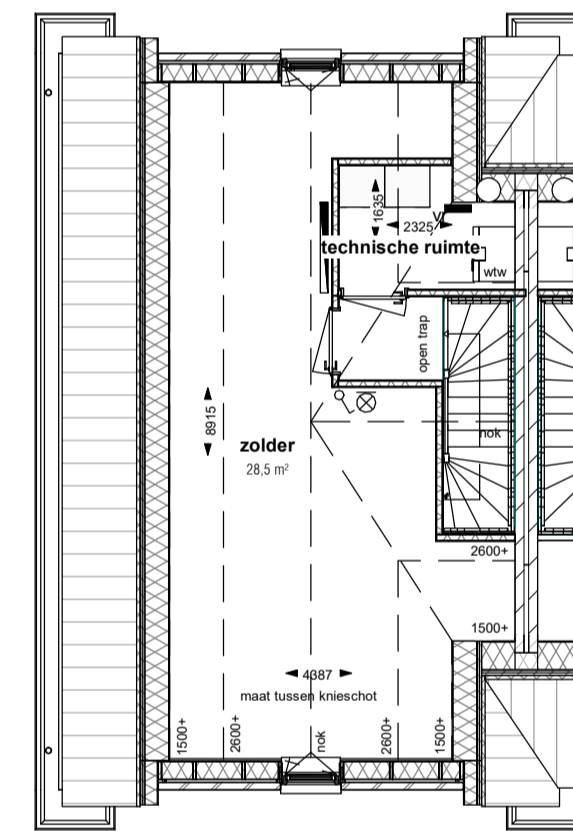 1635
2325
technische ruimte
wtw
open trap
8915
zolder
28,5 m²
nok
2600+
1500+
4387
maat tussen knieschot
1500+
2600+
nok
2600+
1500+